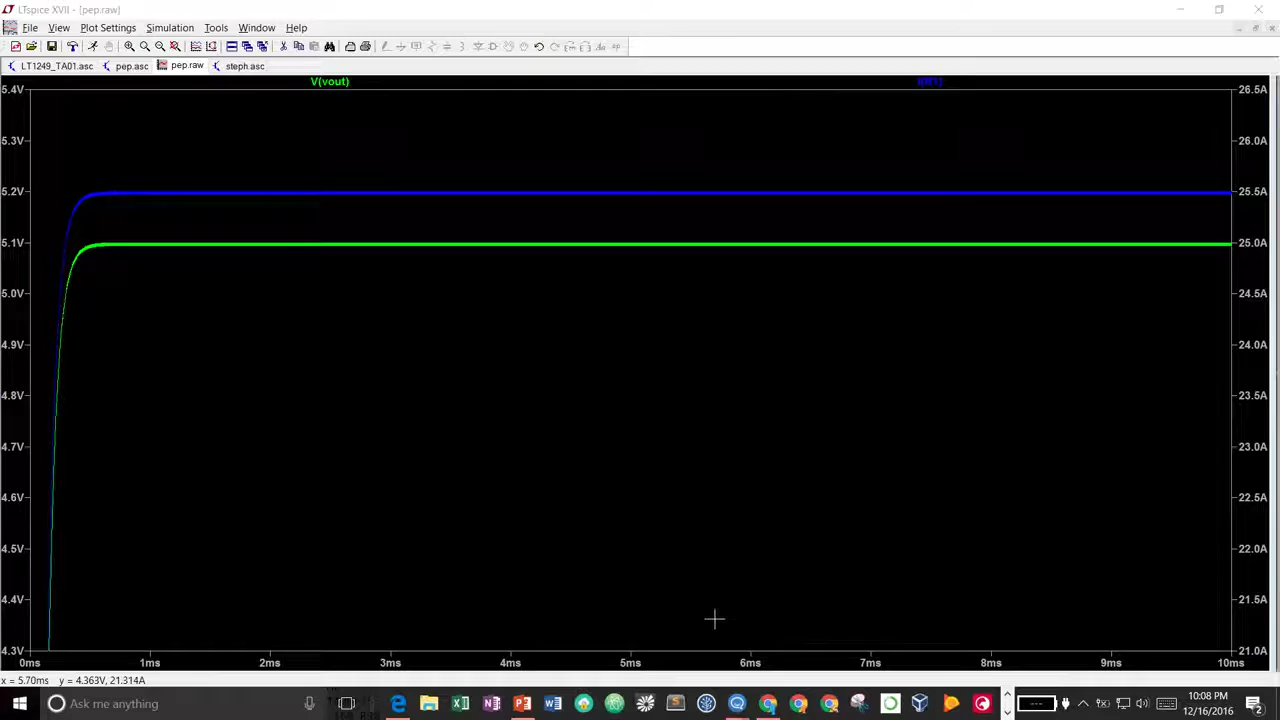 LTspice XVII - [pep.raw]
File View Plot Settings Simulation Tools Window Help
LT1249_TA01.asc pep.asc pep.raw steph.asc
V(vout)
5.4V 26.5A
5.3V 26.0A
5.2V 25.5A
5.1V 25.0A
5.0V 24.5A
4.9V 24.0A
4.8V 23.5A
4.7V 23.0A
4.6V 22.5A
4.5V 22.0A
4.4V 21.5A
4.3V 21.0A
0ms 1ms 2ms 3ms 4ms 5ms 6ms 7ms 8ms 9ms 10ms
x = 5.70ms y = 4.363V, 21.314A
Ask me anything
10:08 PM
12/16/2016